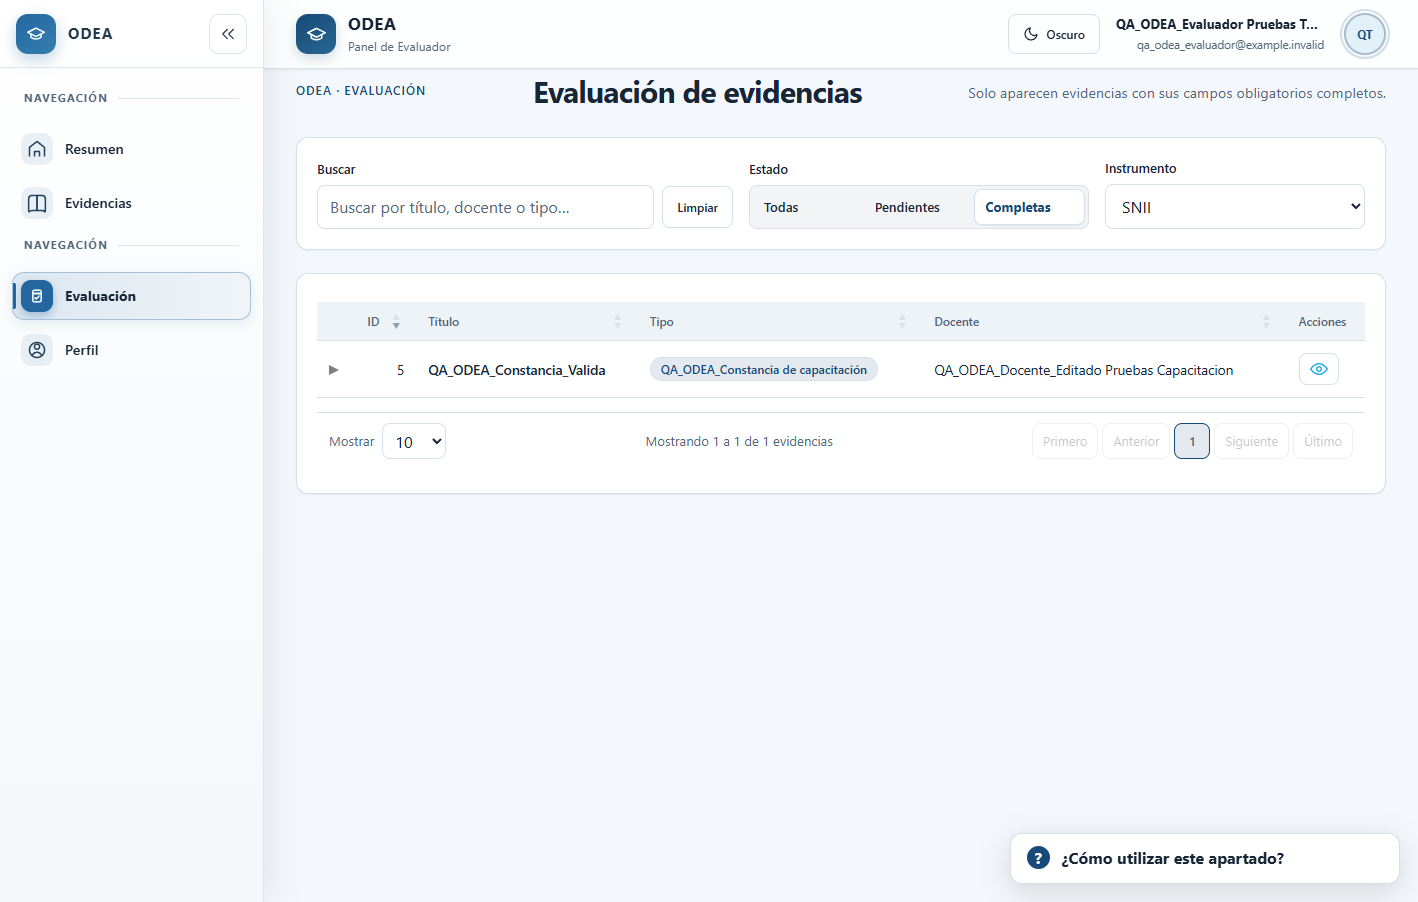 ODEA
NAVEGACIÓN
Resumen
Evidencias
NAVEGACIÓN
Evaluación
Perfil
ODEA
Panel de Evaluador
Oscuro
QA_ODEA_Evaluador Pruebas T...
qa_odea_evaluador@example.invalid
QT
ODEA · EVALUACIÓN
Evaluación de evidencias
Solo aparecen evidencias con sus campos obligatorios completos.
Buscar
Buscar por título, docente o tipo...
Limpiar
Estado
Todas
Pendientes
Completas
Instrumento
SNII
ID
Título
Tipo
Docente
Acciones
5
QA_ODEA_Constancia_Valida
QA_ODEA_Constancia de capacitación
QA_ODEA_Docente_Editado Pruebas Capacitacion
Mostrar
10
Mostrando 1 a 1 de 1 evidencias
Primero
Anterior
1
Siguiente
Último
? ¿Cómo utilizar este apartado?